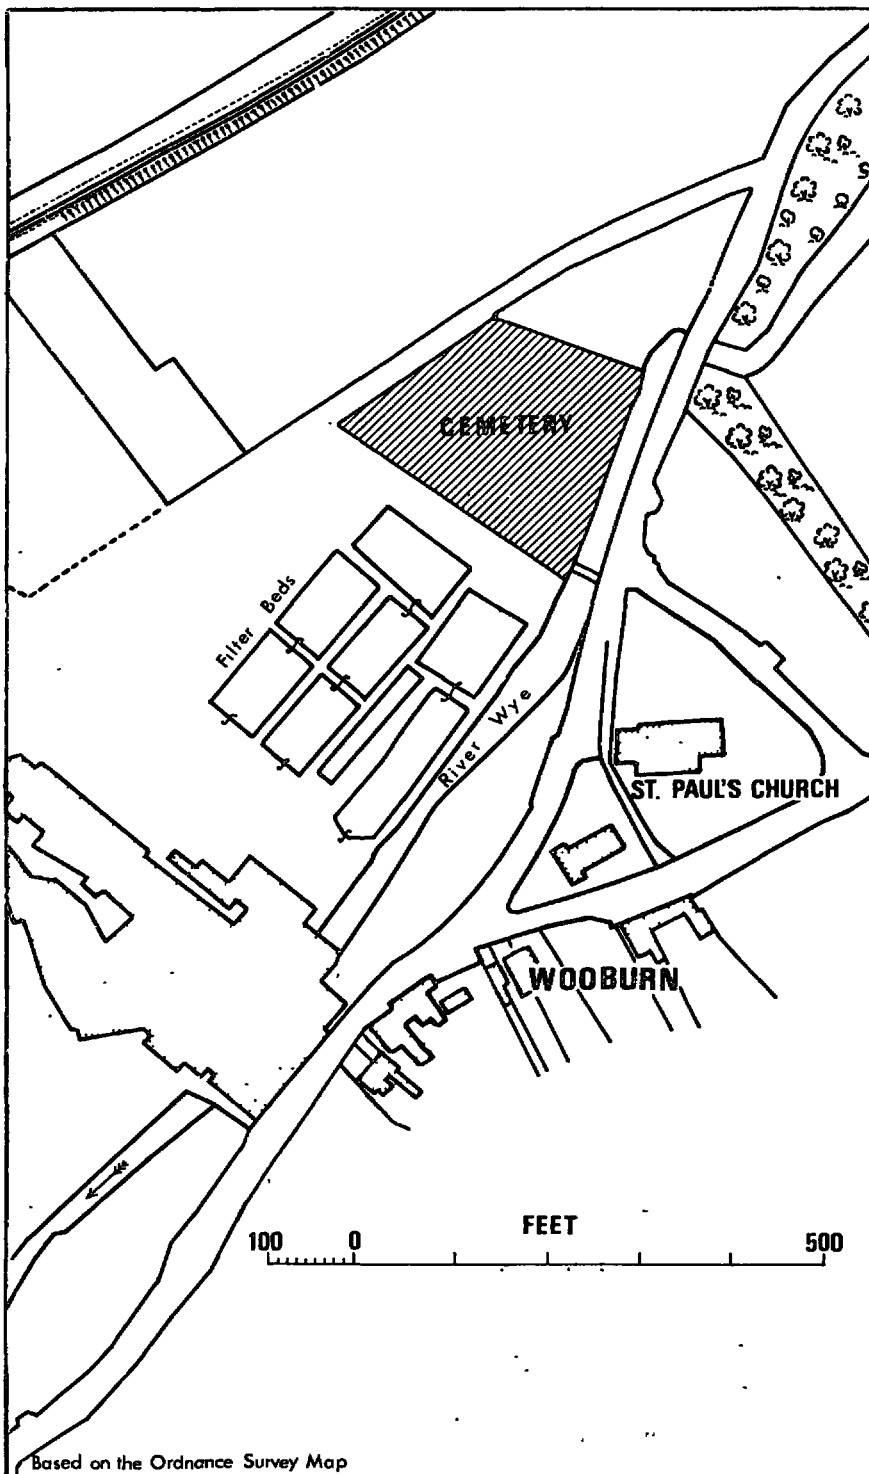 CEMETERY
Filter Beds
River Wye
ST. PAUL'S CHURCH
WOOBURN
FEET
100 0 500
Based on the Ordnance Survey Map